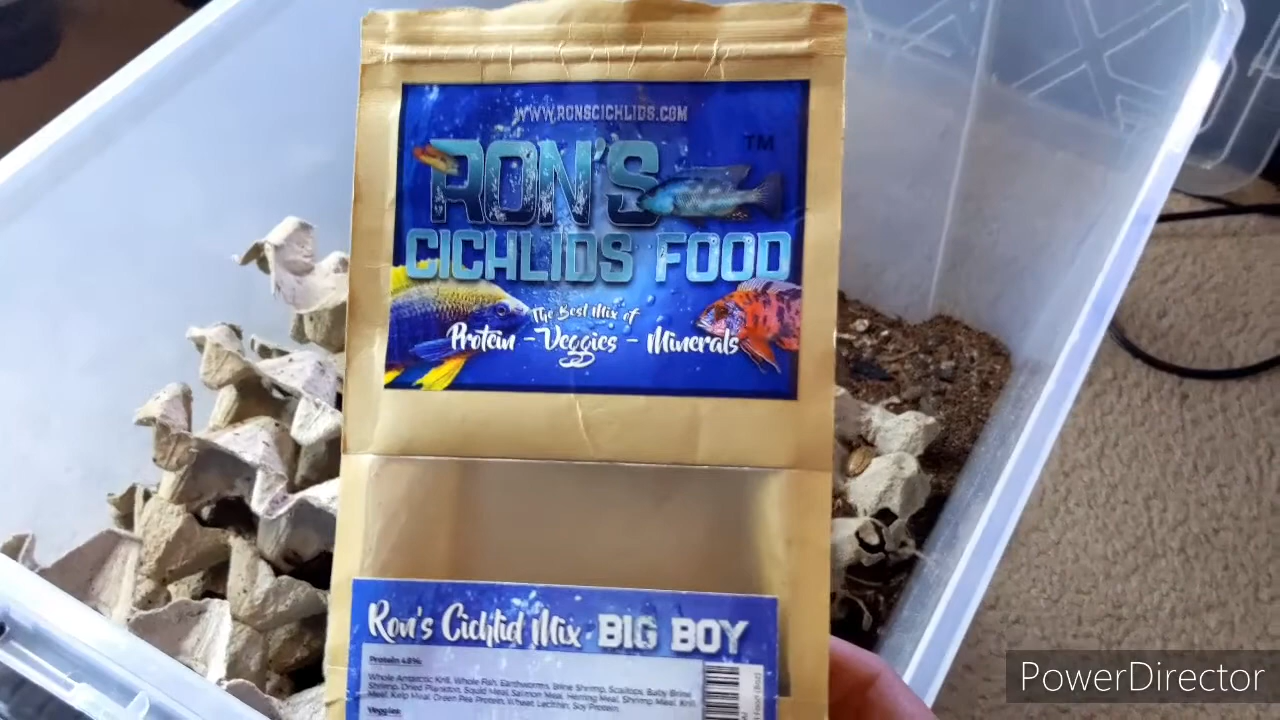 WWW.RONSCICHLIDS.COM
RON'S TM
CICHLIDS FOOD
The Best Mix of
Protein - Veggies - Minerals
Ron's Cichlid Mix BIG BOY
Protein 48%:
Whole Antarctic Krill, Whole Fish, Earthworms, Brine Shrimp, Scallops, Baby Brine
Shrimp, Dried Plankton, Squid Meal, Salmon Meal, Herring Meal, Shrimp Meal, Krill
Meal, Kelp Meal, Green Pea Protein, Wheat, Lecithin, Soy Protein.
Veggies
PowerDirector